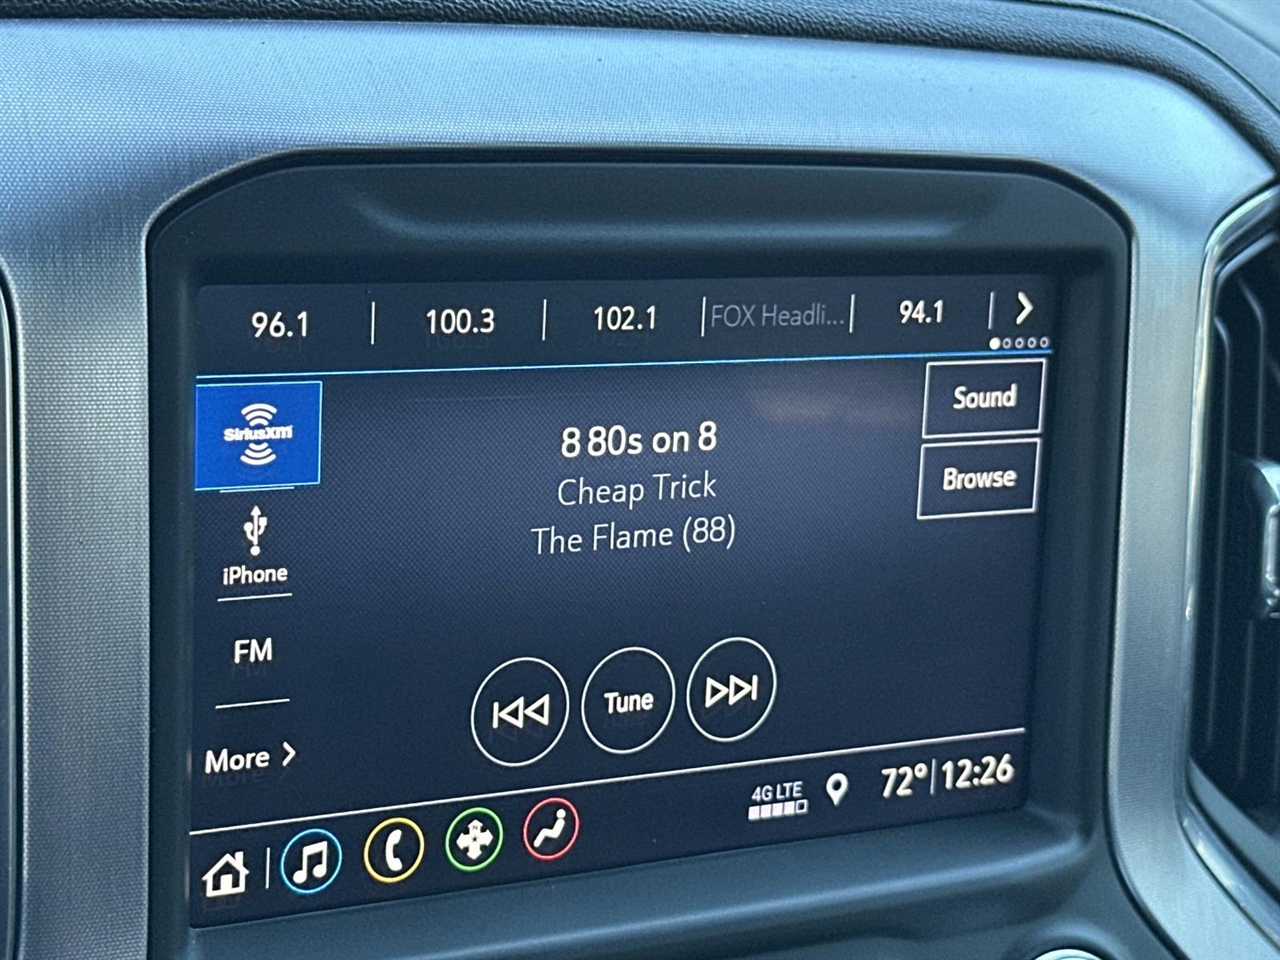 96.1
100.3
102.1
FOX Headli...
94.1
SiriusXM
8 80s on 8
Cheap Trick
The Flame (88)
Sound
Browse
iPhone
FM
More
Tune
4G LTE
72° 12:26